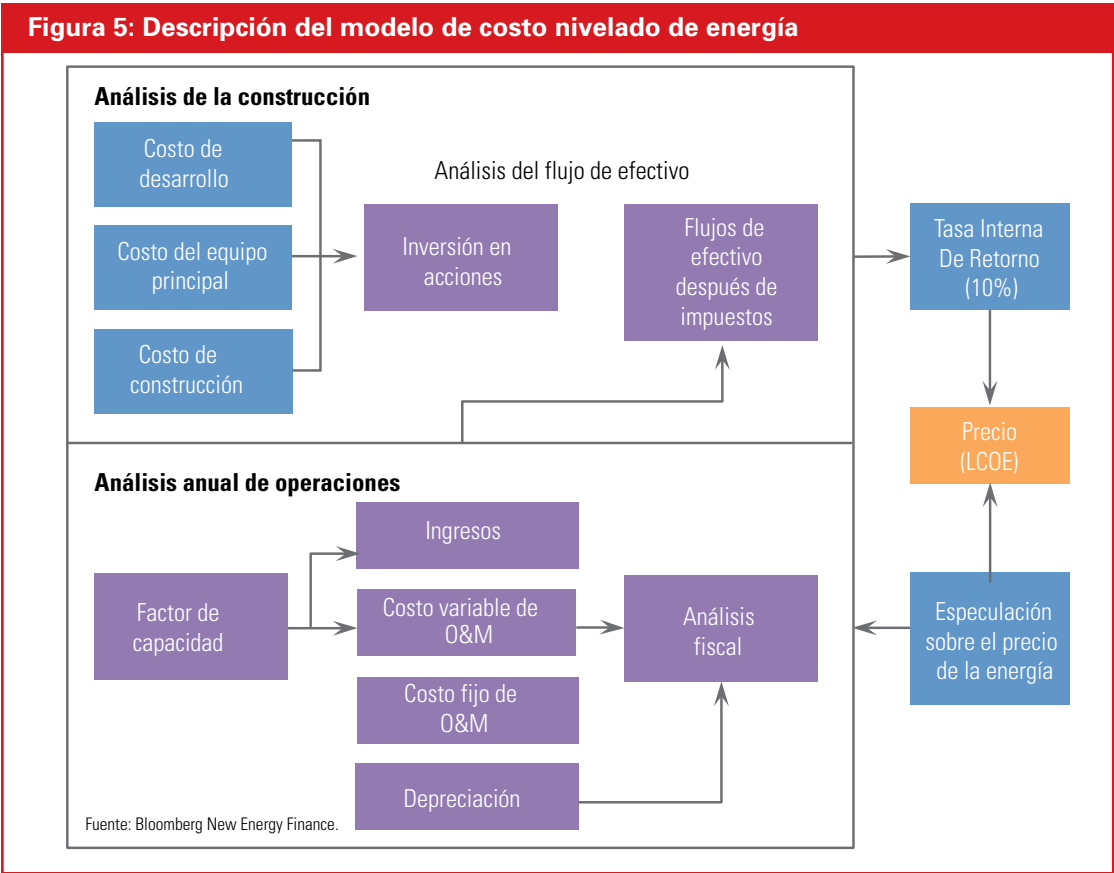 Figura 5: Descripción del modelo de costo nivelado de energía
Análisis de la construcción
Costo de
desarrollo
Costo del equipo
principal
Costo de
construcción
Análisis del flujo de efectivo
Inversión en
acciones
Flujos de
efectivo
después de
impuestos
Tasa Interna
De Retorno
(10%)
Precio
(LCOE)
Análisis anual de operaciones
Factor de
capacidad
Ingresos
Costo variable de
O&M
Costo fijo de
O&M
Depreciación
Análisis
fiscal
Especulación
sobre el precio
de la energía
Fuente: Bloomberg New Energy Finance.